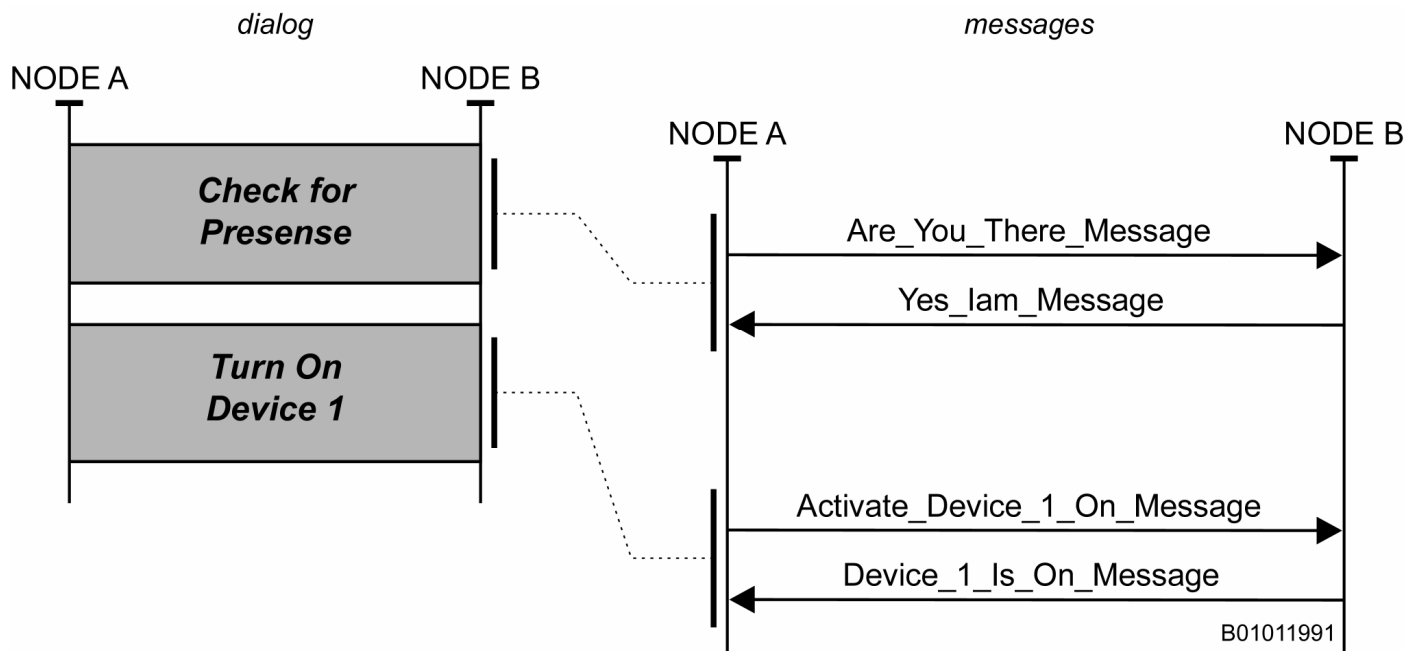 dialog
NODE A
NODE B
Check for
Presense
Turn On
Device 1
messages
NODE A
NODE B
Are_You_There_Message
Yes_Iam_Message
Activate_Device_1_On_Message
Device_1_Is_On_Message
B01011991